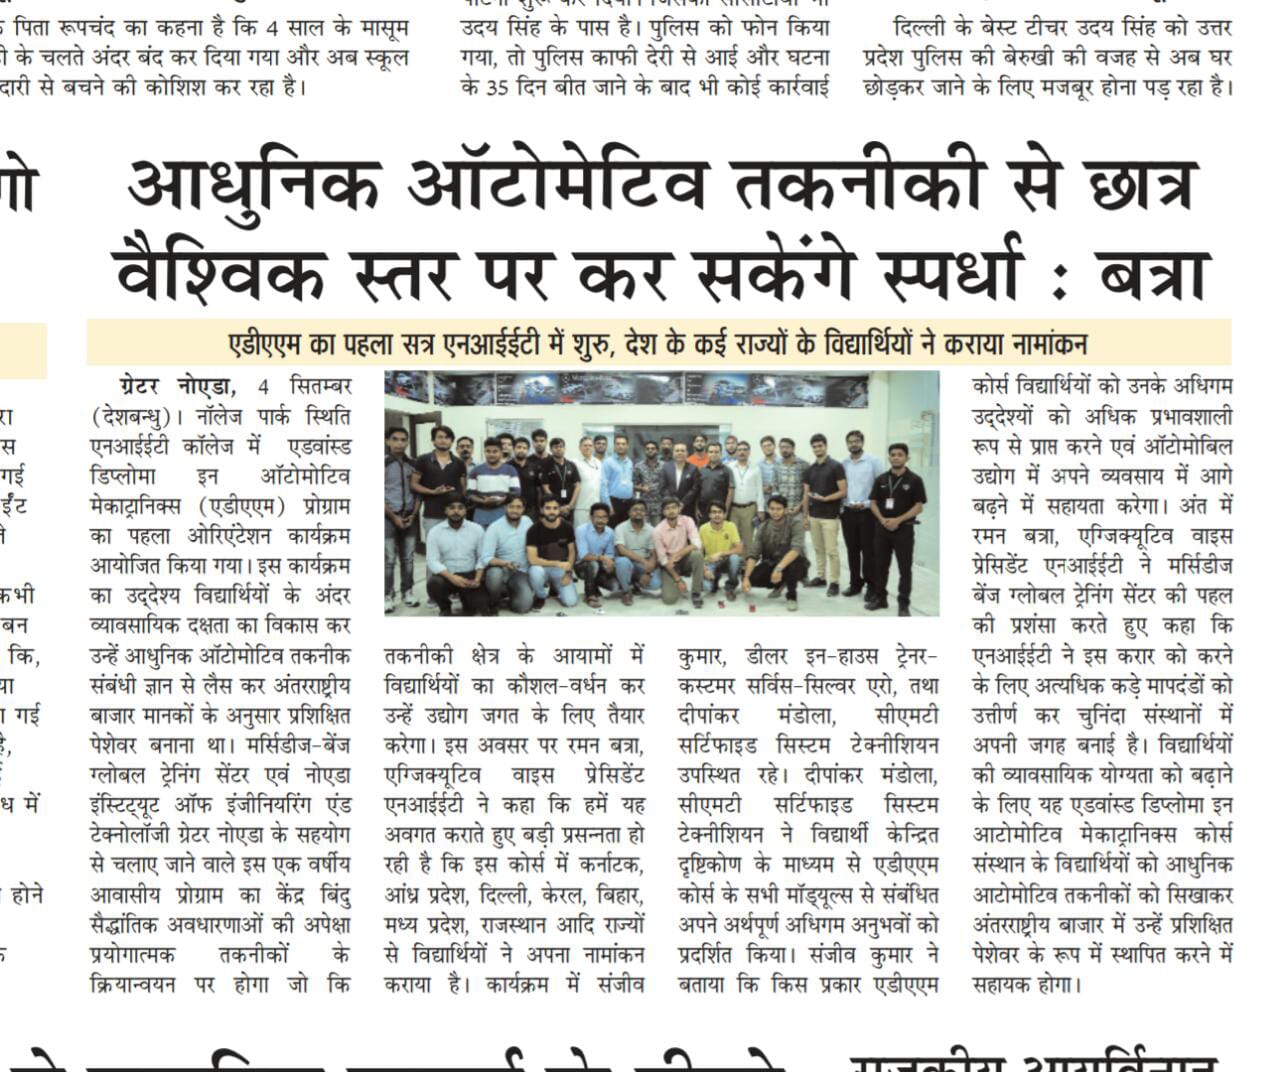 पिता रूपचंद का कहना है कि 4 साल के मासूम
के चलते अंदर बंद कर दिया गया और अब स्कूल
दारी से बचने की कोशिश कर रहा है।
उदय सिंह के पास है। पुलिस को फोन किया
गया, तो पुलिस काफी देरी से आई और घटना
के 35 दिन बीत जाने के बाद भी कोई कार्रवाई
दिल्ली के बेस्ट टीचर उदय सिंह को उत्तर
प्रदेश पुलिस की बेरुखी की वजह से अब घर
छोड़कर जाने के लिए मजबूर होना पड़ रहा है।
आधुनिक ऑटोमेटिव तकनीकी से छात्र
वैश्विक स्तर पर कर सकेंगे स्पर्धा : बत्रा
एडीएएम का पहला सत्र एनआईईटी में शुरु, देश के कई राज्यों के विद्यार्थियों ने कराया नामांकन
ग्रेटर नोएडा, 4 सितम्बर
(देशबन्धु)। नॉलेज पार्क स्थिति
एनआईईटी कॉलेज में एडवांस्ड
डिप्लोमा इन ऑटोमोटिव
मेकाट्रानिक्स (एडीएएम) प्रोग्राम
का पहला ओरिएंटेशन कार्यक्रम
आयोजित किया गया। इस कार्यक्रम
का उद्देश्य विद्यार्थियों के अंदर
व्यावसायिक दक्षता का विकास कर
उन्हें आधुनिक ऑटोमोटिव तकनीक
संबंधी ज्ञान से लैस कर अंतरराष्ट्रीय
बाजार मानकों के अनुसार प्रशिक्षित
पेशेवर बनाना था। मर्सिडीज-बेंज
ग्लोबल ट्रेनिंग सेंटर एवं नोएडा
इंस्टिट्यूट ऑफ इंजीनियरिंग एंड
टेक्नोलॉजी ग्रेटर नोएडा के सहयोग
से चलाए जाने वाले इस एक वर्षीय
आवासीय प्रोग्राम का केंद्र बिंदु
सैद्धांतिक अवधारणाओं की अपेक्षा
प्रयोगात्मक तकनीकों के
क्रियान्वयन पर होगा जो कि
तकनीकी क्षेत्र के आयामों में
विद्यार्थियों का कौशल-वर्धन कर
उन्हें उद्योग जगत के लिए तैयार
करेगा। इस अवसर पर रमन बत्रा,
एग्जिक्यूटिव वाइस प्रेसिडेंट
एनआईईटी ने कहा कि हमें यह
अवगत कराते हुए बड़ी प्रसन्नता हो
रही है कि इस कोर्स में कर्नाटक,
आंध्र प्रदेश, दिल्ली, केरल, बिहार,
मध्य प्रदेश, राजस्थान आदि राज्यों
से विद्यार्थियों ने अपना नामांकन
कराया है। कार्यक्रम में संजीव
कुमार, डीलर इन-हाउस ट्रेनर-
कस्टमर सर्विस-सिल्वर एरो, तथा
दीपांकर मंडोला, सीएमटी
सर्टिफाइड सिस्टम टेक्नीशियन
उपस्थित रहे। दीपांकर मंडोला,
सीएमटी सर्टिफाइड सिस्टम
टेक्नीशियन ने विद्यार्थी केन्द्रित
दृष्टिकोण के माध्यम से एडीएएम
कोर्स के सभी मॉड्यूल्स से संबंधित
अपने अर्थपूर्ण अधिगम अनुभवों को
प्रदर्शित किया। संजीव कुमार ने
बताया कि किस प्रकार एडीएएम
कोर्स विद्यार्थियों को उनके अधिगम
उद्देश्यों को अधिक प्रभावशाली
रूप से प्राप्त करने एवं ऑटोमोबिल
उद्योग में अपने व्यवसाय में आगे
बढ़ने में सहायता करेगा। अंत में
रमन बत्रा, एग्जिक्यूटिव वाइस
प्रेसिडेंट एनआईईटी ने मर्सिडीज
बेंज ग्लोबल ट्रेनिंग सेंटर की पहल
की प्रशंसा करते हुए कहा कि
एनआईईटी ने इस करार को करने
के लिए अत्यधिक कड़े मापदंडों को
उत्तीर्ण कर चुनिंदा संस्थानों में
अपनी जगह बनाई है। विद्यार्थियों
की व्यावसायिक योग्यता को बढ़ाने
के लिए यह एडवांस्ड डिप्लोमा इन
आटोमोटिव मेकाट्रानिक्स कोर्स
संस्थान के विद्यार्थियों को आधुनिक
आटोमोटिव तकनीकों को सिखाकर
अंतरराष्ट्रीय बाजार में उन्हें प्रशिक्षित
पेशेवर के रूप में स्थापित करने में
सहायक होगा।